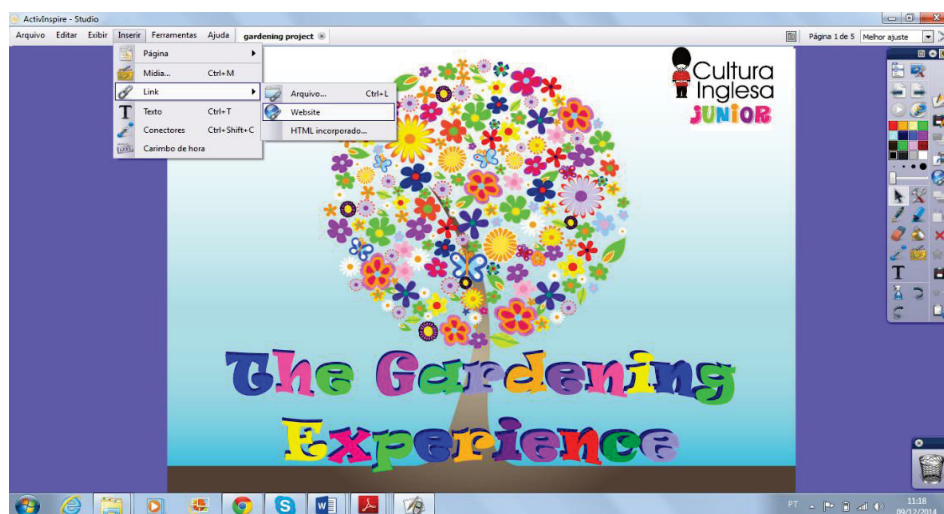 ActivInspire - Studio
Arquivo Editar Exibir Inserir Ferramentas Ajuda gardening project Página 1 de 5 Melhor ajuste
Página
Mídia... Ctrl+M
Link
Arquivo... Ctrl+L
Texto Ctrl+T
Website
Conectores Ctrl+Shift+C
HTML incorporado...
Carimbo de hora
Cultura
Inglesa
JUNIOR
The Gardening
Experience
PT 11:18
09/12/2014